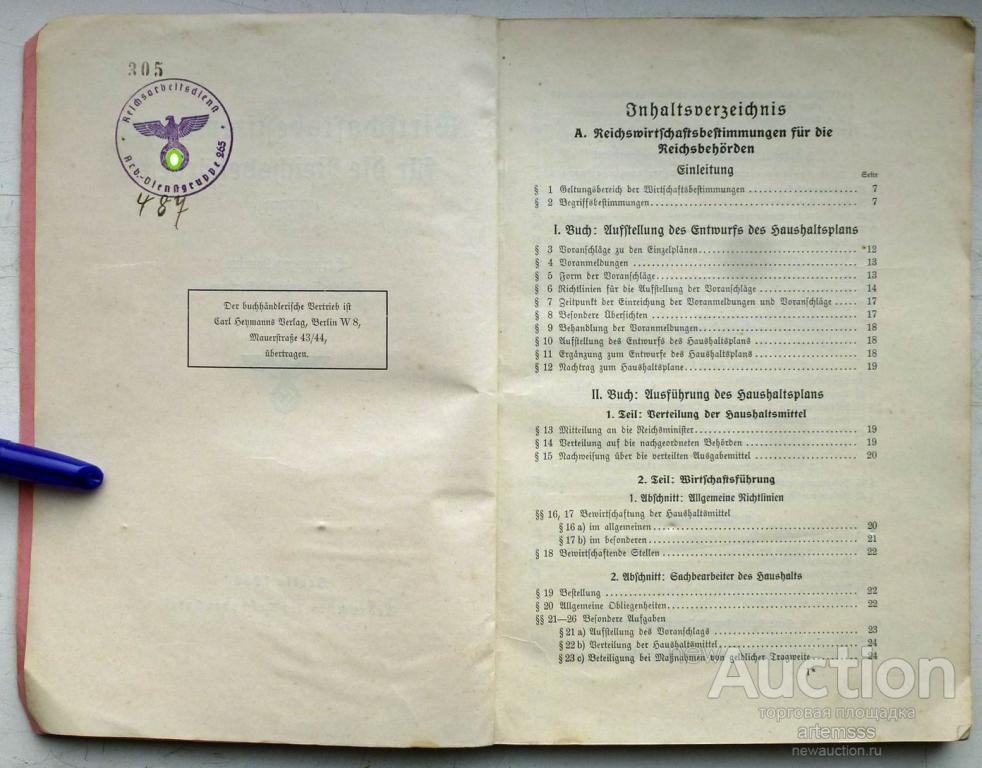 305
Reichsarbeitsdienst
Arb.-Dienstgruppe 265
487
Der buchhändlerische Vertrieb ist
Carl Heymanns Verlag, Berlin W 8,
Mauerstraße 43/44,
übertragen.
Inhaltsverzeichnis
A. Reichswirtschaftsbestimmungen für die
Reichsbehörden
Einleitung
Seite
§ 1 Geltungsbereich der Wirtschaftsbestimmungen 7
§ 2 Begriffsbestimmungen 7
I. Buch: Aufstellung des Entwurfs des Haushaltsplans
§ 3 Voranschläge zu den Einzelplänen 12
§ 4 Voranmeldungen 13
§ 5 Form der Voranschläge 13
§ 6 Richtlinien für die Aufstellung der Voranschläge 14
§ 7 Zeitpunkt der Einreichung der Voranmeldungen und Voranschläge 17
§ 8 Besondere Übersichten 17
§ 9 Behandlung der Voranmeldungen 18
§ 10 Aufstellung des Entwurfs des Haushaltsplans 18
§ 11 Ergänzung zum Entwurfe des Haushaltsplans 18
§ 12 Nachtrag zum Haushaltsplane 19
II. Buch: Ausführung des Haushaltsplans
1. Teil: Verteilung der Haushaltsmittel
§ 13 Mitteilung an die Reichsminister 19
§ 14 Verteilung auf die nachgeordneten Behörden 19
§ 15 Nachweisung über die verteilten Ausgabemittel 20
2. Teil: Wirtschaftsführung
1. Abschnitt: Allgemeine Richtlinien
§§ 16, 17 Bewirtschaftung der Haushaltsmittel
§ 16 a) im allgemeinen 20
§ 17 b) im besonderen 21
§ 18 Bewirtschaftende Stellen 22
2. Abschnitt: Sachbearbeiter des Haushalts
§ 19 Bestellung 22
§ 20 Allgemeine Obliegenheiten 22
§§ 21—26 Besondere Aufgaben
§ 21 a) Aufstellung des Voranschlags 23
§ 22 b) Verteilung der Haushaltsmittel 24
§ 23 c) Beteiligung bei Maßnahmen von geldlicher Tragweite 24
1*
newAuction
торговая площадка
artemsss
newauction.ru